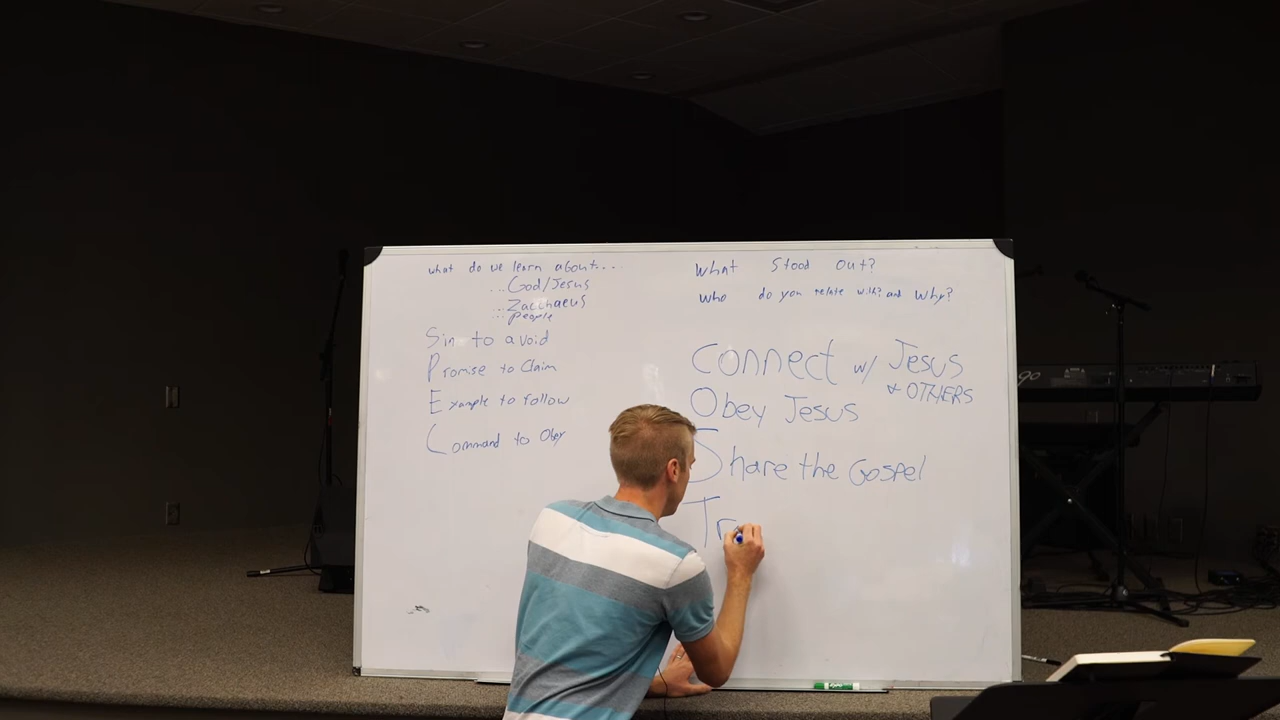 what do we learn about....
...God/Jesus
...Zacchaeus
...people
Sin to avoid
Promise to Claim
Example to follow
Command to Obey
What Stood Out?
Who do you relate with? and Why?
Connect w/ Jesus
& OTHERS
Obey Jesus
Share the Gospel
Tr
go